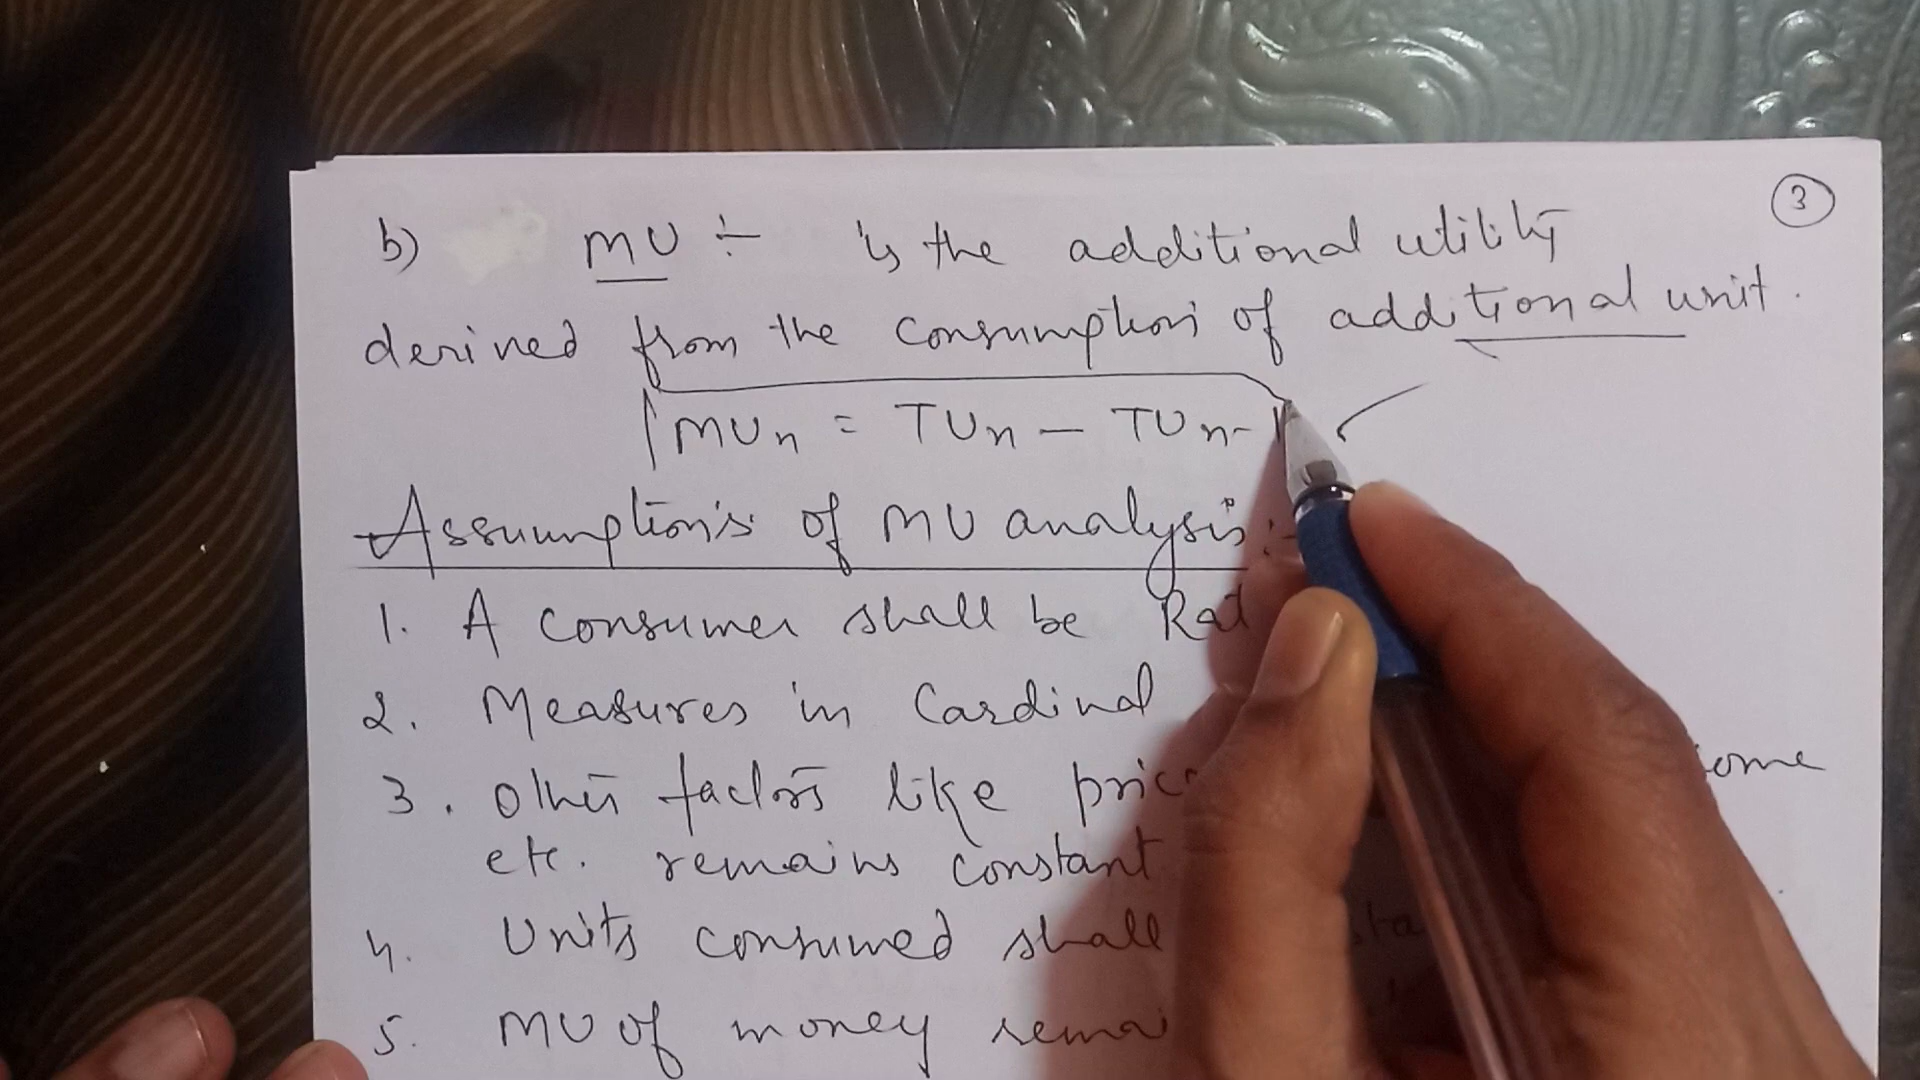 3
b) MU :- is the additional utility
derived from the consumption of additional unit.
MUn = TUn - TUn-1
Assumptions of MU analysis :-
1. A consumer shall be Rat
2. Measures in Cardinal
3. Other factors like price ome
etc. remains constant
4. Units consumed shall sta
5. MU of money remai